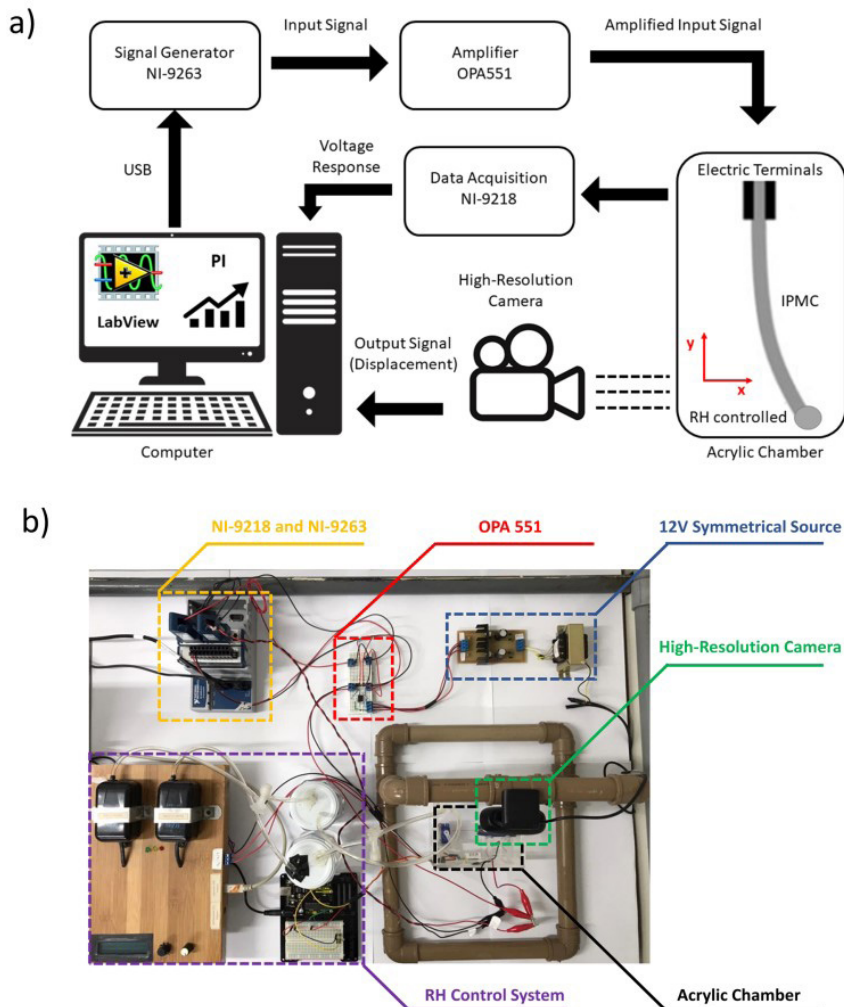 a)
Signal Generator
NI-9263
Input Signal
Amplifier
OPA551
Amplified Input Signal
USB
Voltage
Response
Data Acquisition
NI-9218
Electric Terminals
PI
LabView
High-Resolution
Camera
IPMC
Output Signal
(Displacement)
y
x
RH controlled
Computer
Acrylic Chamber
b)
NI-9218 and NI-9263
OPA 551
12V Symmetrical Source
High-Resolution Camera
RH Control System
Acrylic Chamber